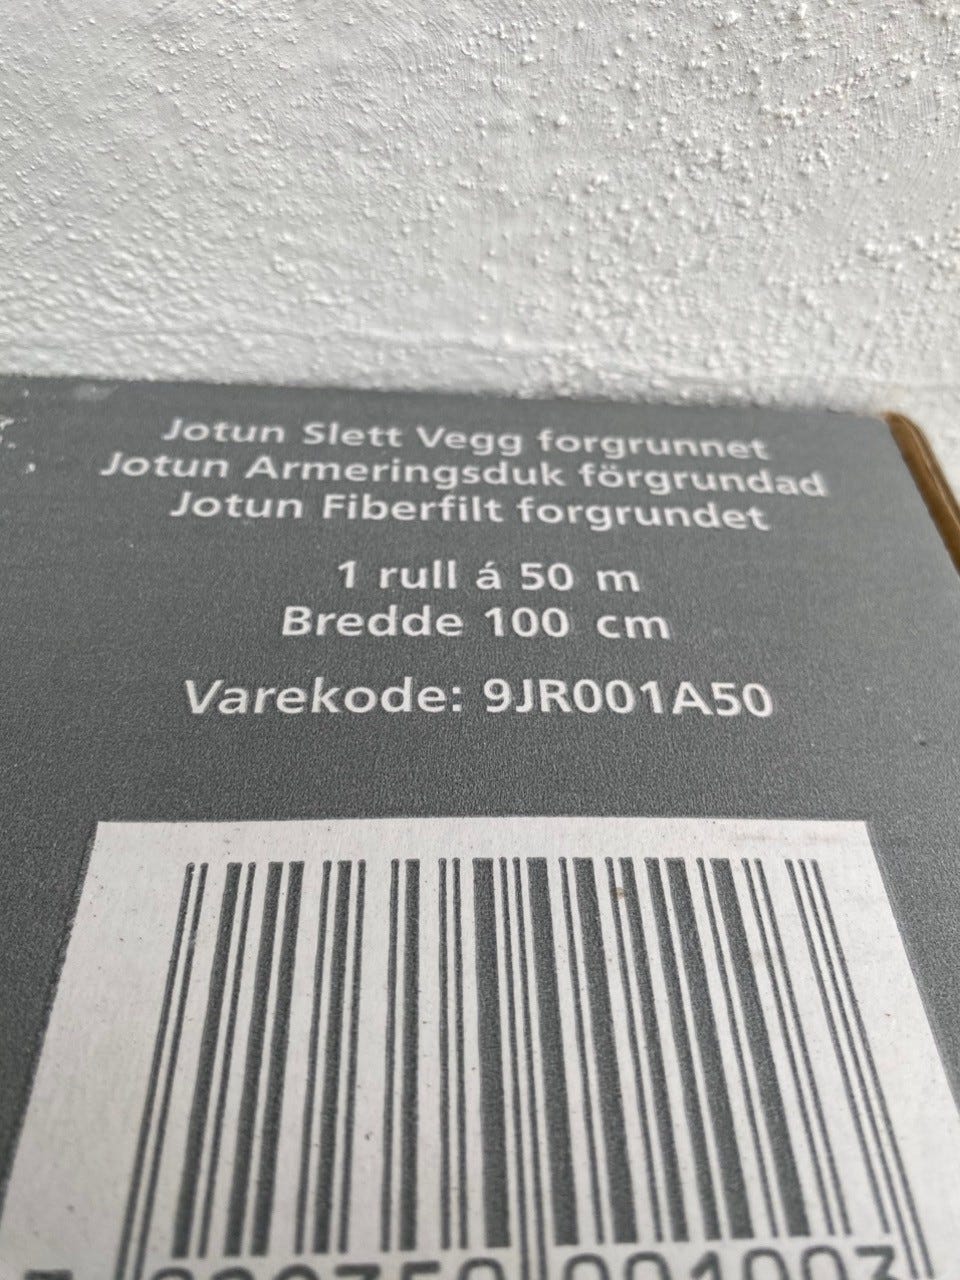 Jotun Slett Vegg forgrunnet
Jotun Armeringsduk förgrundad
Jotun Fiberfilt forgrundet
1 rull á 50 m
Bredde 100 cm
Varekode: 9JR001A50